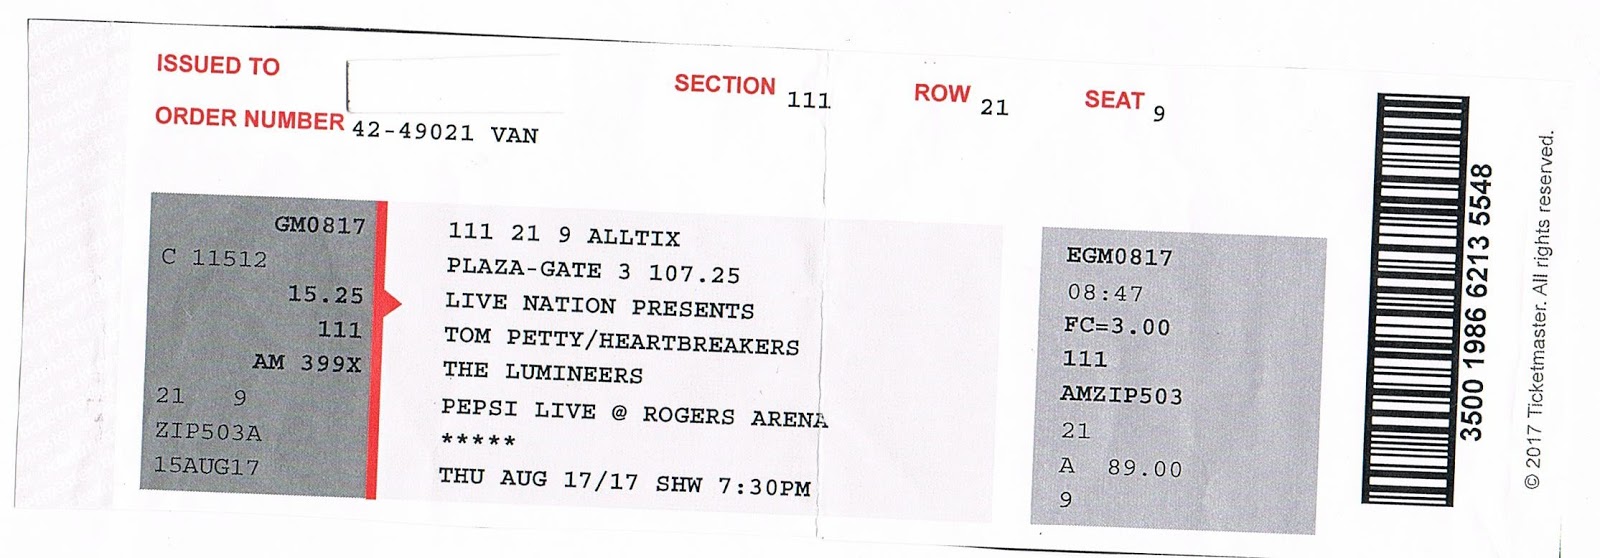 ISSUED TO
SECTION 111 ROW 21 SEAT 9
ORDER NUMBER 42-49021 VAN
GM0817
C 11512
15.25
111
AM 399X
21 9
ZIP503A
15AUG17
111 21 9 ALLTIX
PLAZA-GATE 3 107.25
LIVE NATION PRESENTS
TOM PETTY/HEARTBREAKERS
THE LUMINEERS
PEPSI LIVE @ ROGERS ARENA
*****
THU AUG 17/17 SHW 7:30PM
EGM0817
08:47
FC=3.00
111
AMZIP503
21
A 89.00
9
3500 1986 6213 5548
© 2017 Ticketmaster. All rights reserved.